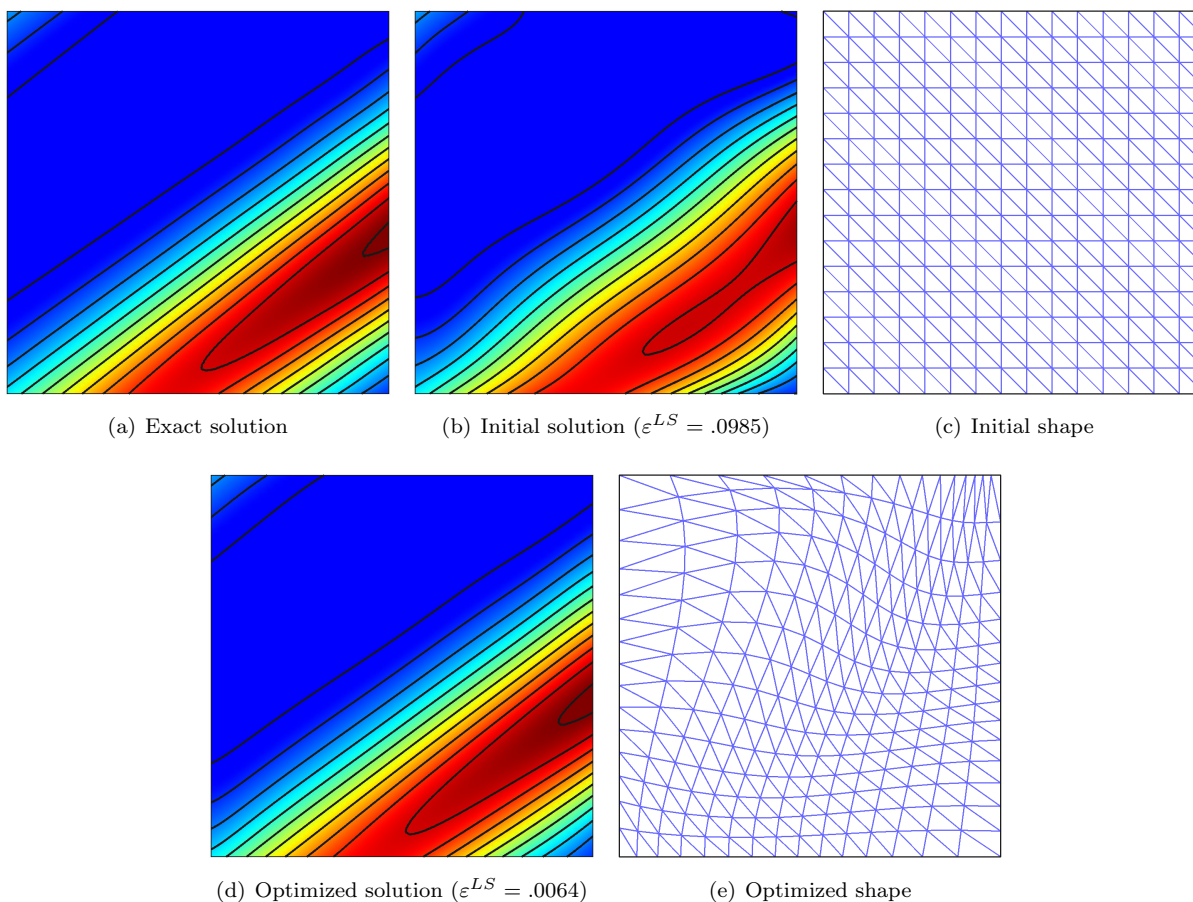 (a) Exact solution
(b) Initial solution (ε^{LS} = .0985)
(c) Initial shape
(d) Optimized solution (ε^{LS} = .0064)
(e) Optimized shape